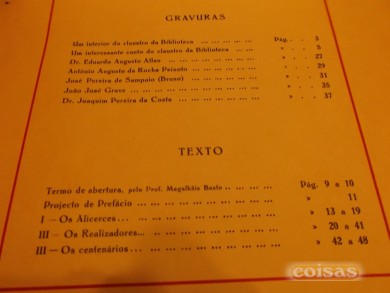 GRAVURAS
Um interior do claustro da Biblioteca ... ... ... ... ... Pág. . . 3
Um interessante canto do claustro da Biblioteca ... ... ... » . . 5
Dr. Eduardo Augusto Allen ... ... ... ... ... ... ... » . . 27
António Augusto da Rocha Peixoto ... ... ... ... ... ... » . . 29
José Pereira de Sampaio (Bruno) ... ... ... ... ... ... » . . 31
João José Grave ... ... ... ... ... ... ... ... » . . 35
Dr. Joaquim Pereira da Costa ... ... ... ... ... ... ... » . . 37
TEXTO
Termo de abertura, pelo Prof. Magalhãis Basto .. ... ... ... Pág. 9 a 10
Projecto de Prefácio ... ... ... ... ... ... ... ... » 11
I — Os Alicerces ... ... ... ... ... ... ... ... » 13 a 19
III — Os Realizadores... ... ... ... ... ... ... ... » 20 a 41
III — Os centenários... ... ... ... ... ... ... ... » 42 a 48
coisas